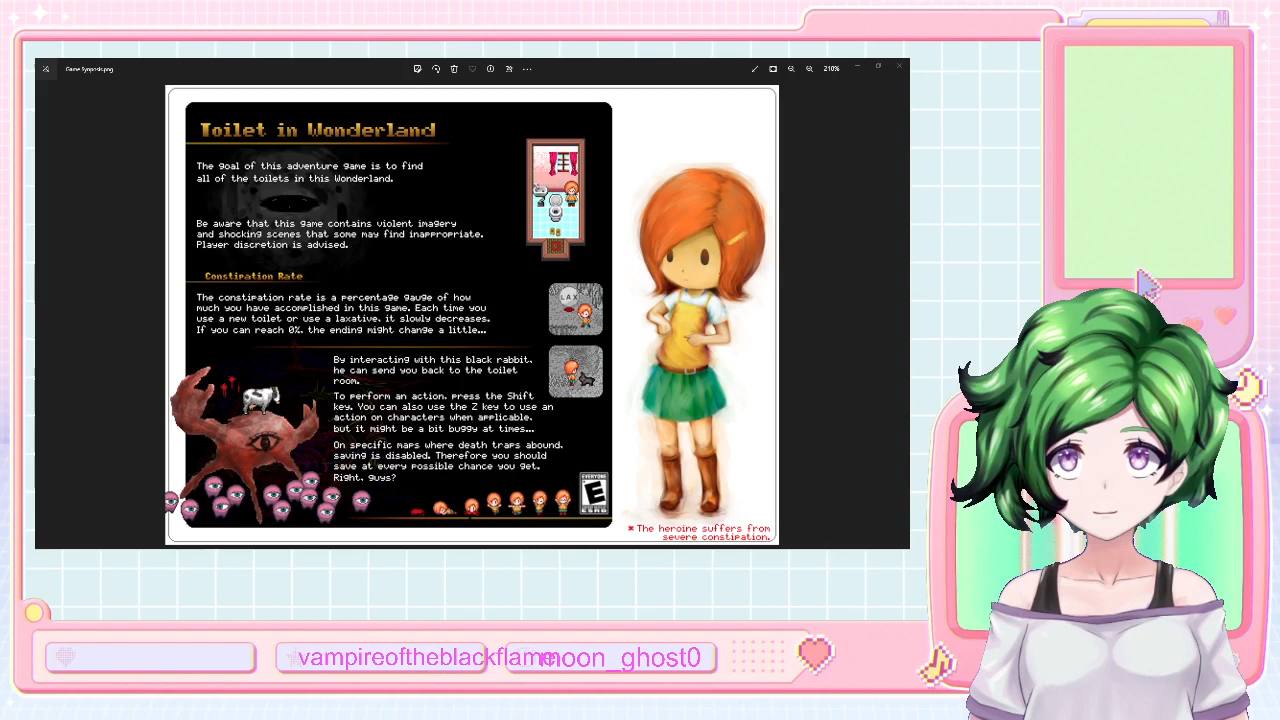 Game Synposis.png
210%
Toilet in Wonderland
The goal of this adventure game is to find
all of the toilets in this Wonderland.
Be aware that this game contains violent imagery
and shocking scenes that some may find inappropriate.
Player discretion is advised.
Constipation Rate
The constipation rate is a percentage gauge of how
much you have accomplished in this game. Each time you
use a new toilet or use a laxative, it slowly decreases.
If you can reach 0%, the ending might change a little...
LAX
By interacting with this black rabbit,
he can send you back to the toilet
room.
To perform an action, press the Shift
key. You can also use the Z key to use an
action on characters when applicable,
but it might be a bit buggy at times...
On specific maps where death traps abound,
saving is disabled. Therefore you should
save at every possible chance you get.
Right, guys?
EVERYONE
E
ESRB
✖ The heroine suffers from
severe constipation.
vampireoftheblackflame
moon_ghost0